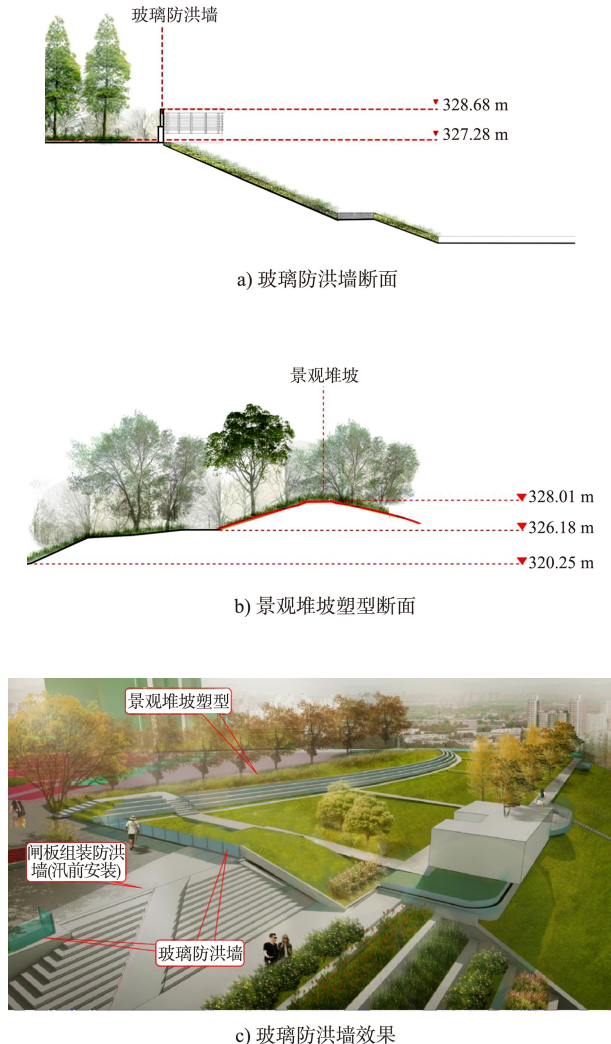 玻璃防洪墙
328.68 m
327.28 m
a) 玻璃防洪墙断面
景观堆坡
328.01 m
326.18 m
320.25 m
b) 景观堆坡塑型断面
景观堆坡塑型
闸板组装防洪
墙(汛前安装)
玻璃防洪墙
c) 玻璃防洪墙效果